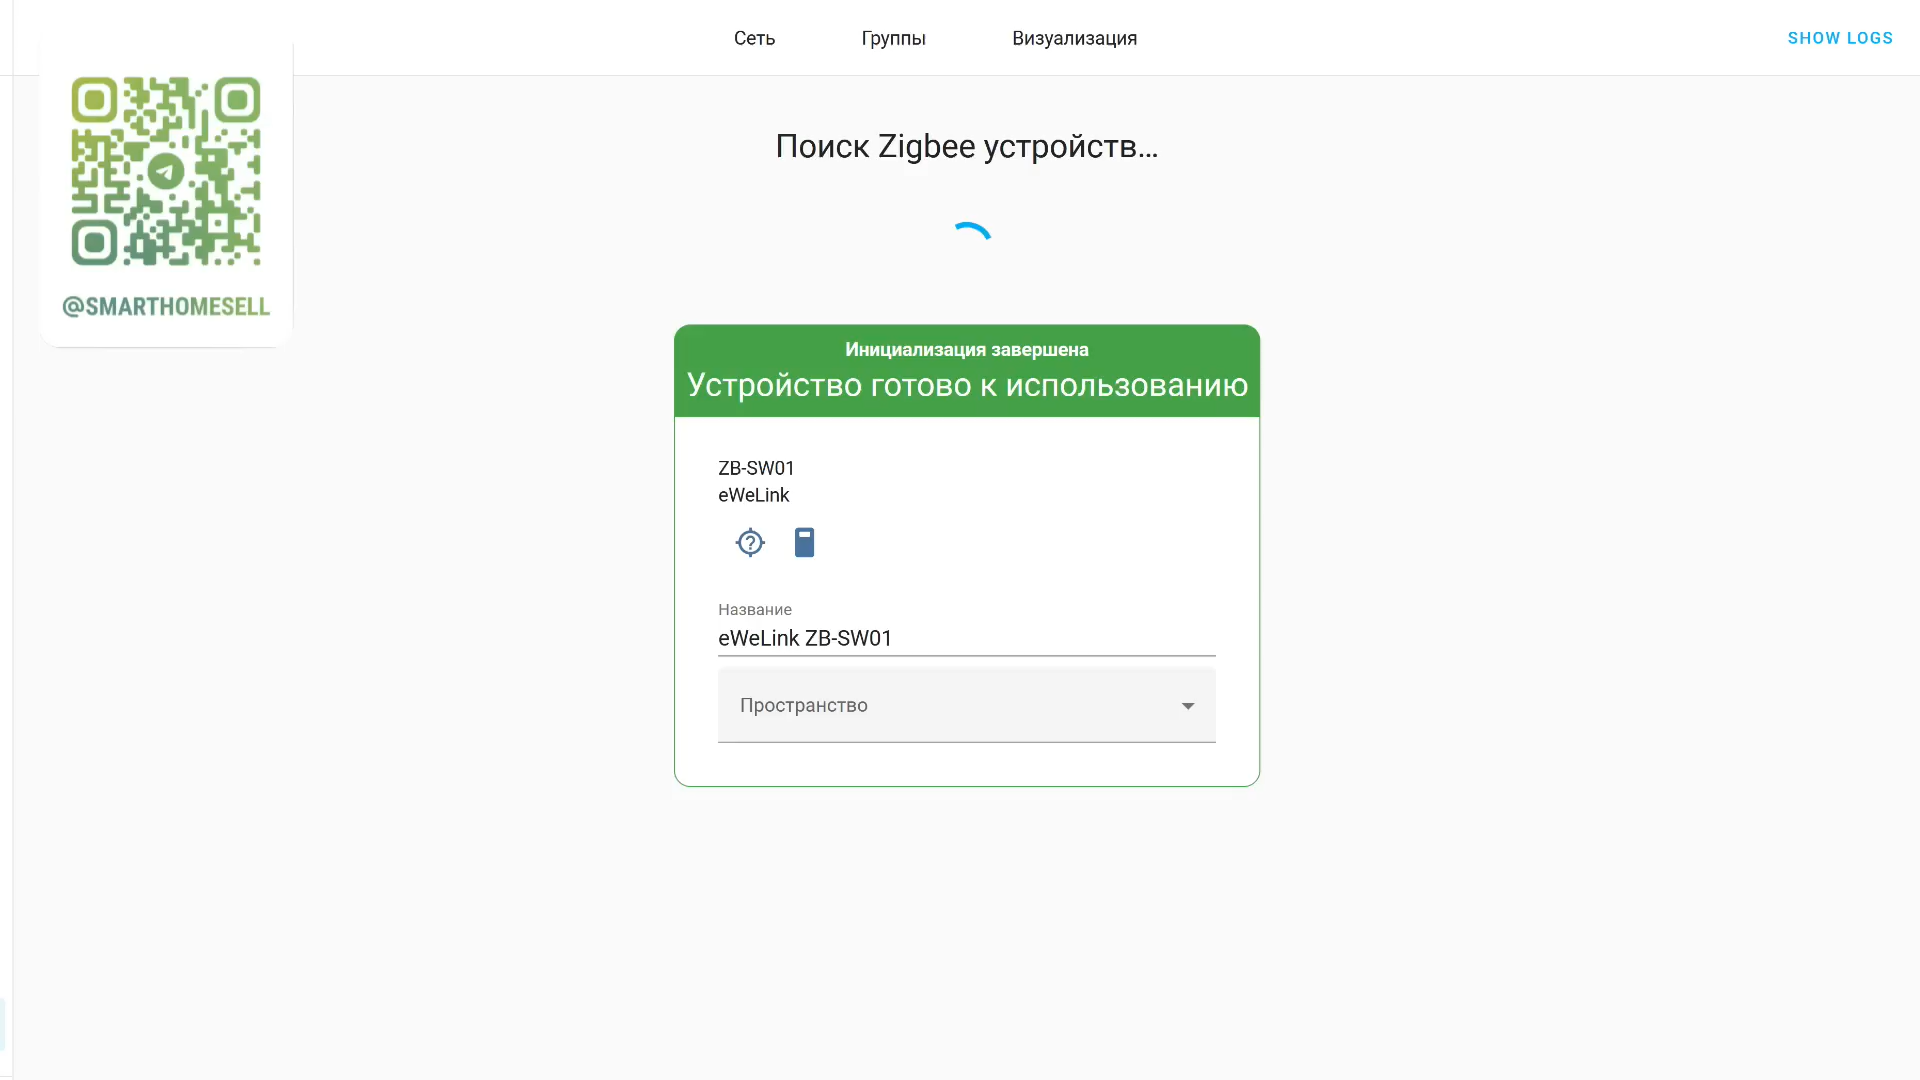 Сеть
Группы
Визуализация
SHOW LOGS
@SMARTHOMESELL
Поиск Zigbee устройств...
Инициализация завершена
Устройство готово к использованию
ZB-SW01
eWeLink
Название
eWeLink ZB-SW01
Пространство